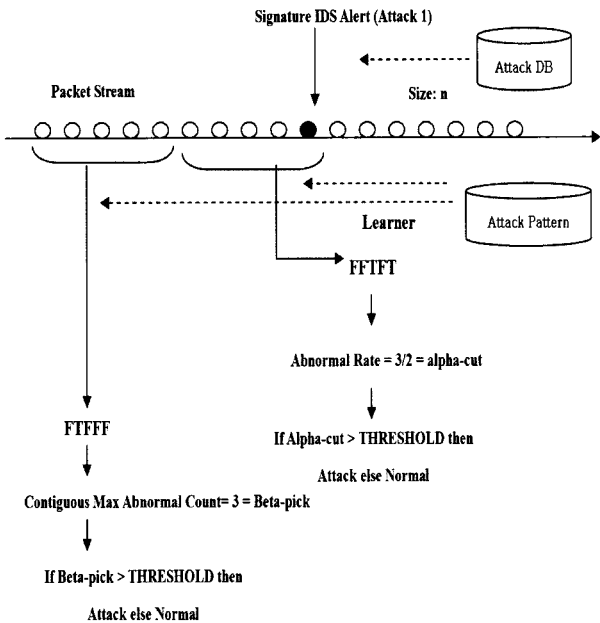 Signature IDS Alert (Attack 1)
Attack DB
Packet Stream
Size: n
Attack Pattern
Learner
FFTFT
Abnormal Rate = 3/2 = alpha-cut
If Alpha-cut > THRESHOLD then
Attack else Normal
FTFFF
Contiguous Max Abnormal Count= 3 = Beta-pick
If Beta-pick > THRESHOLD then
Attack else Normal